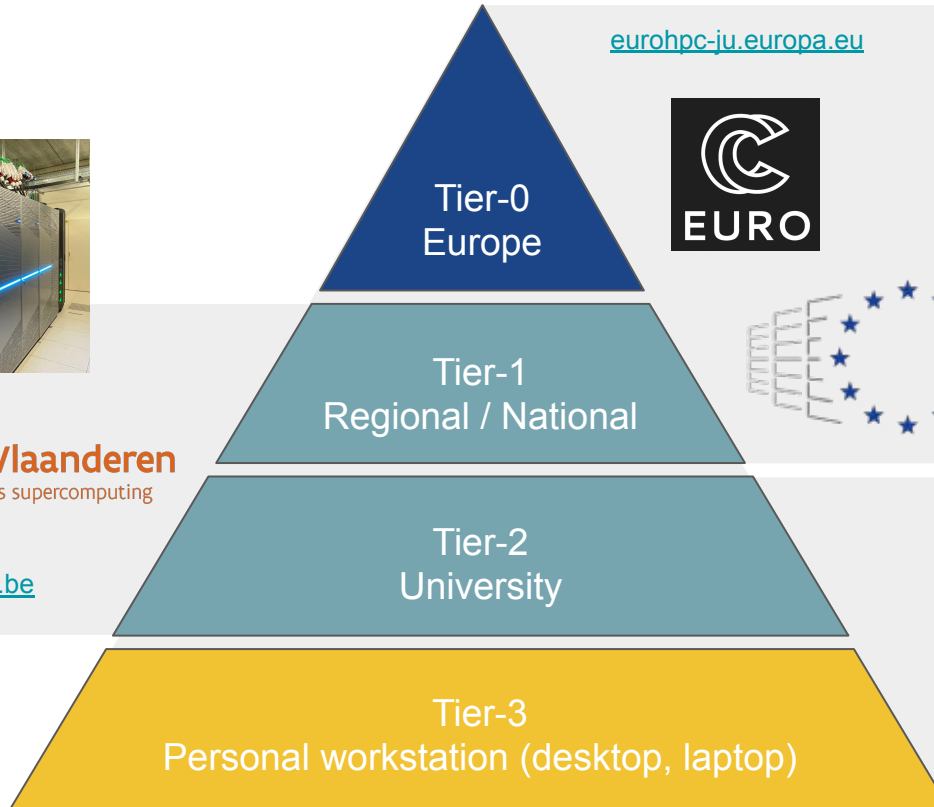 eurohpc-ju.europa.eu
EURO
Tier-0
Europe
Tier-1
Regional / National
Vlaanderen
supercomputing
Tier-2
University
.be
Tier-3
Personal workstation (desktop, laptop)